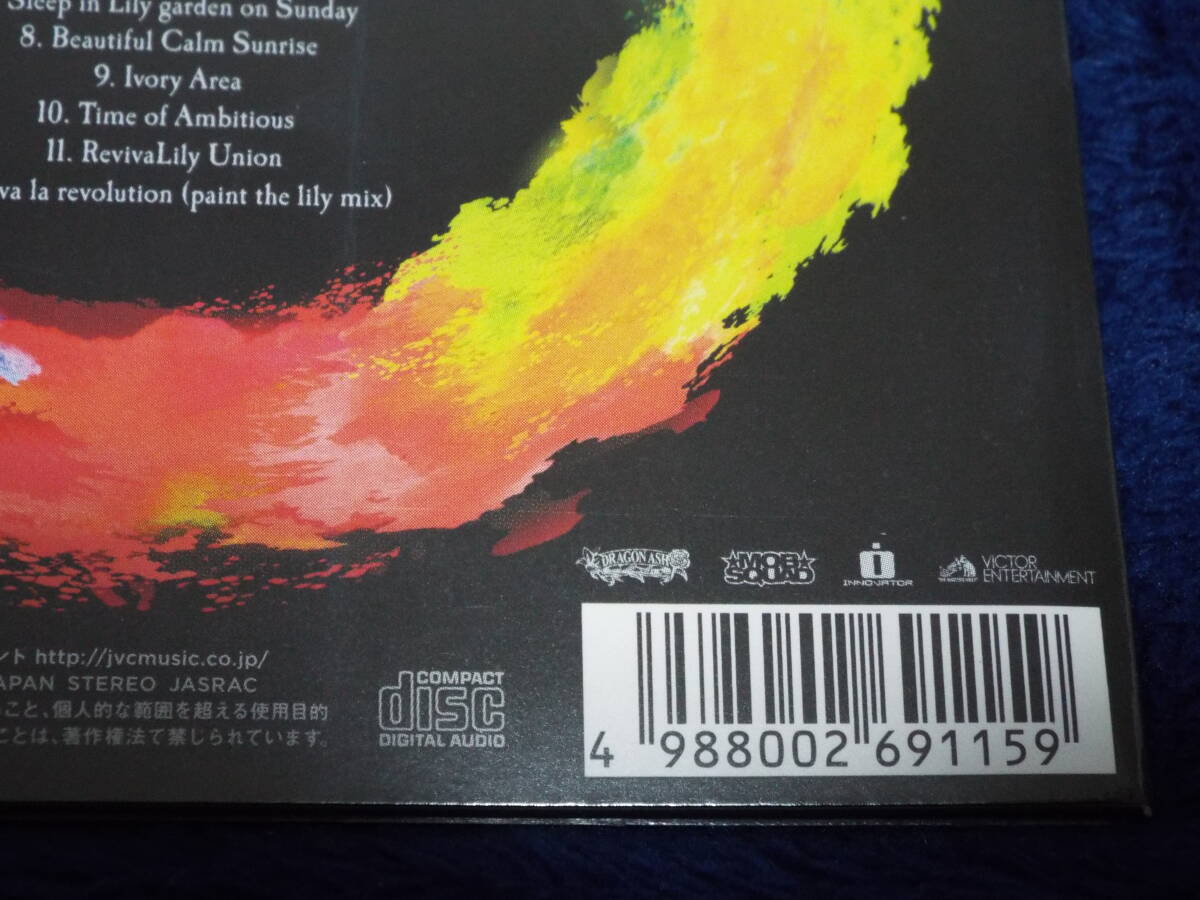 Sleep in Lily garden on Sunday
8. Beautiful Calm Sunrise
9. Ivory Area
10. Time of Ambitious
11. RevivaLily Union
va la revolution (paint the lily mix)
DRAGON ASH
MOB SQUAD
i INNOVATOR
VICTOR ENTERTAINMENT
ント http://jvcmusic.co.jp/
APAN STEREO JASRAC
こと、個人的な範囲を超える使用目的
ことは、著作権法で禁じられています。
COMPACT
disc
DIGITAL AUDIO
4 988002 691159